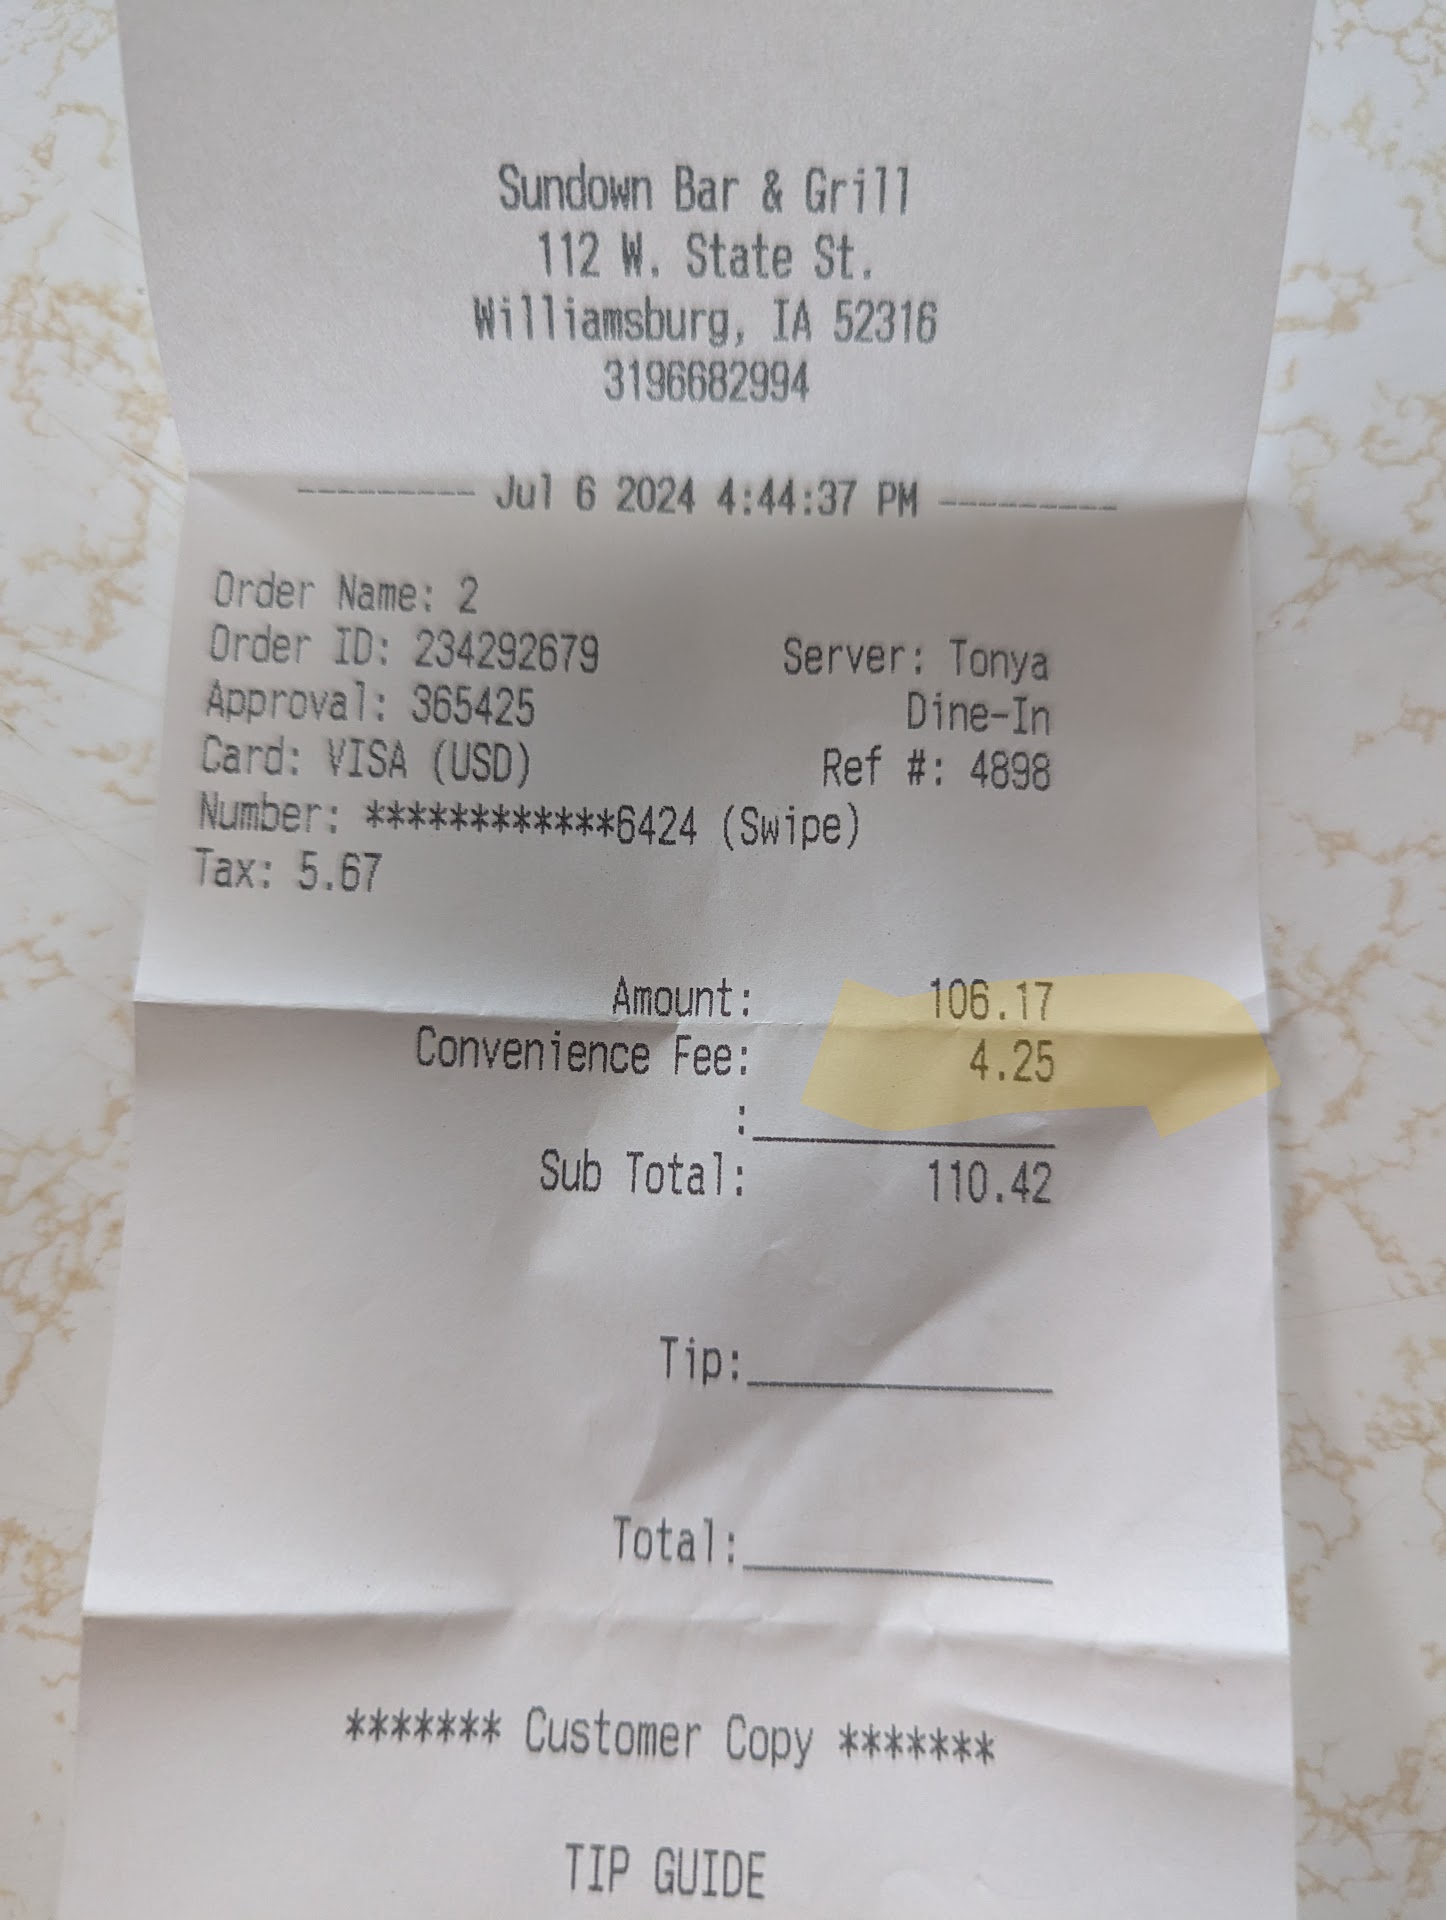 Sundown Bar & Grill
112 W. State St.
Williamsburg, IA 52316
3196682994
--------- Jul 6 2024 4:44:37 PM ---------
Order Name: 2
Order ID: 234292679 Server: Tonya
Approval: 365425 Dine-In
Card: VISA (USD) Ref #: 4898
Number: ************6424 (Swipe)
Tax: 5.67
Amount: 106.17
Convenience Fee: 4.25
:____________
Sub Total: 110.42
Tip:____________
Total:____________
******* Customer Copy *******
TIP GUIDE